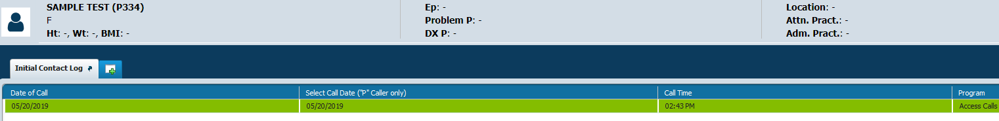 SAMPLE TEST (P334)
F
Ht: -, Wt: -, BMI: -
Ep: -
Problem P: -
DX P: -
Location: -
Attn. Pract.: -
Adm. Pract.: -
Initial Contact Log
Date of Call Select Call Date ("P" Caller only) Call Time Program
05/20/2019 05/20/2019 02:43 PM Access Calls